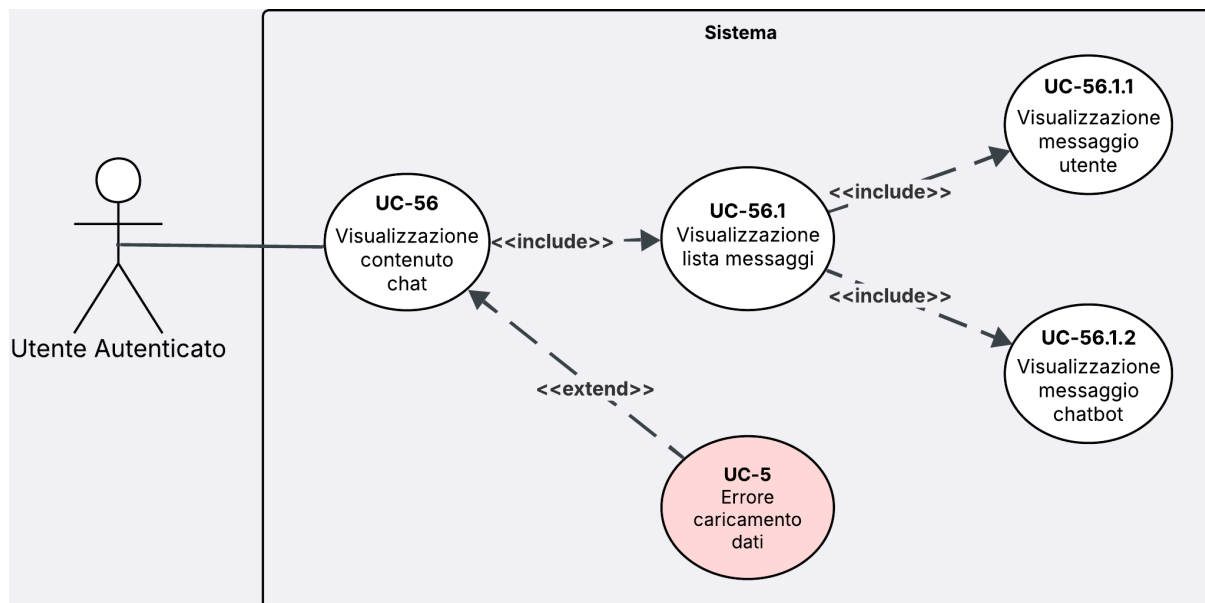 Sistema
UC-56.1.1
Visualizzazione
messaggio
utente
<<include>>
UC-56
Visualizzazione
contenuto
chat
<<include>>
UC-56.1
Visualizzazione
lista messaggi
<<include>>
Utente Autenticato
UC-56.1.2
Visualizzazione
messaggio
chatbot
<<extend>>
UC-5
Errore
caricamento
dati